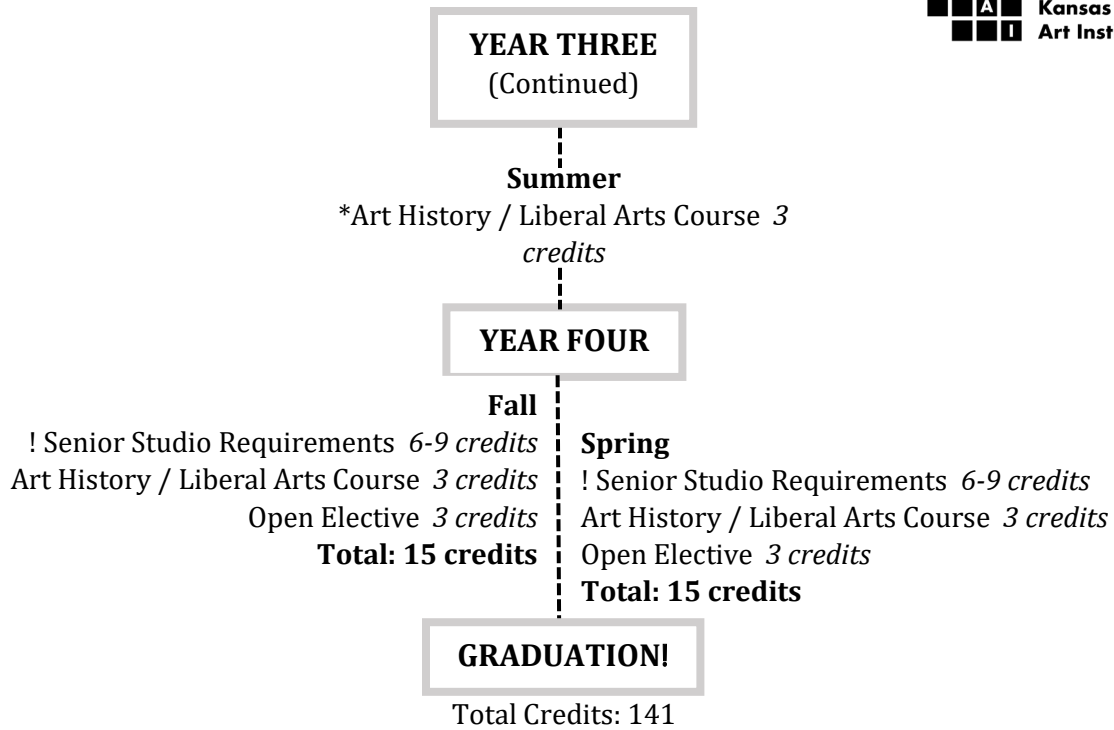 A Kansas
I Art Inst
YEAR THREE
(Continued)
Summer
*Art History / Liberal Arts Course 3
credits
YEAR FOUR
Fall
! Senior Studio Requirements 6-9 credits
Art History / Liberal Arts Course 3 credits
Open Elective 3 credits
Total: 15 credits
Spring
! Senior Studio Requirements 6-9 credits
Art History / Liberal Arts Course 3 credits
Open Elective 3 credits
Total: 15 credits
GRADUATION!
Total Credits: 141